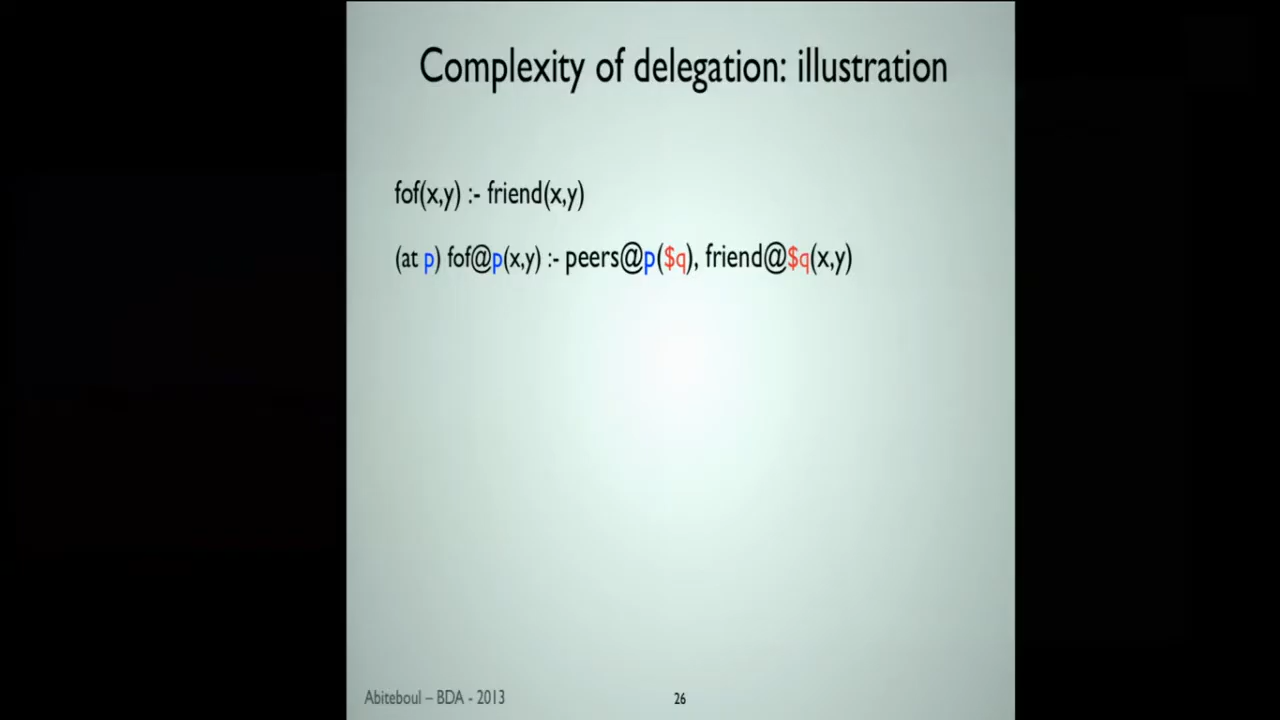 Complexity of delegation: illustration
fof(x,y) :- friend(x,y)
(at p) fof@p(x,y) :- peers@p($q), friend@$q(x,y)
Abiteboul – BDA - 2013
26